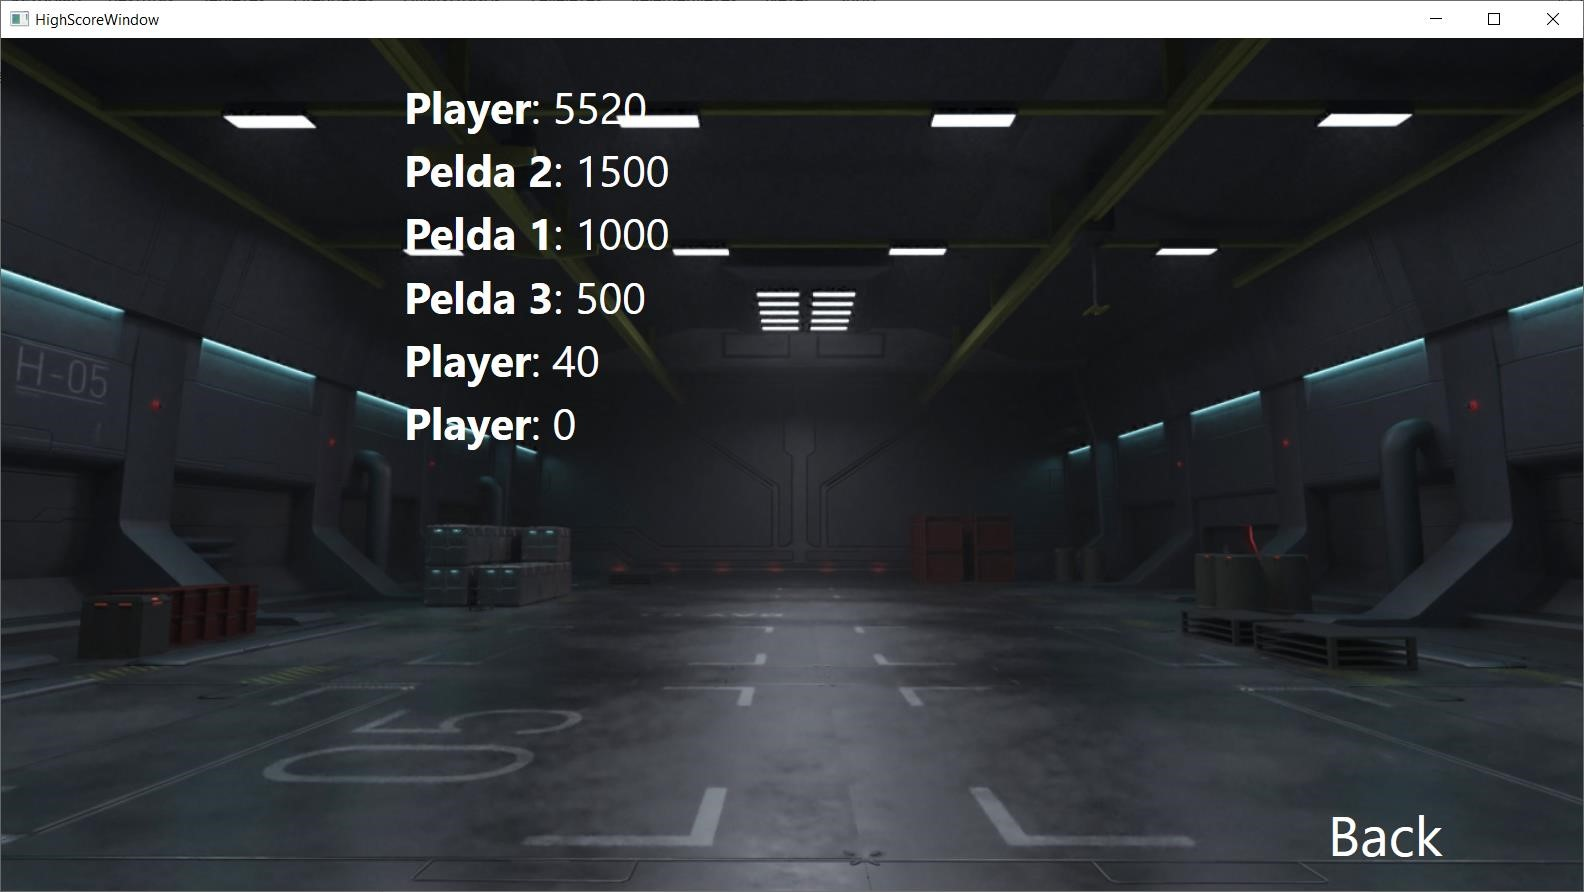 HighScoreWindow
Player: 5520
Pelda 2: 1500
Pelda 1: 1000
Pelda 3: 500
Player: 40
Player: 0
H-05
05
Back